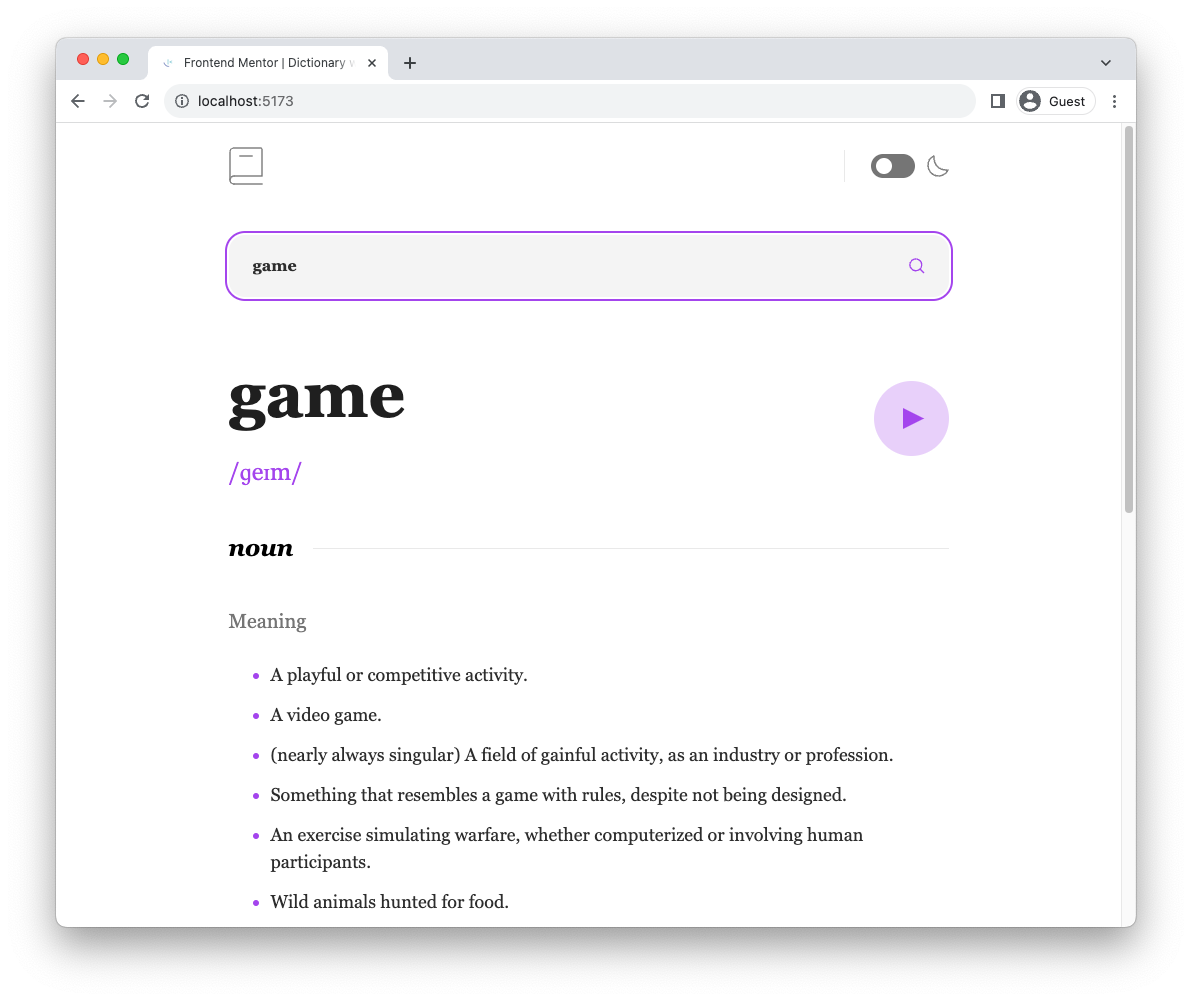 Frontend Mentor | Dictionary w
localhost:5173
Guest
game
game
/ɡeɪm/
noun
Meaning
A playful or competitive activity.
A video game.
(nearly always singular) A field of gainful activity, as an industry or profession.
Something that resembles a game with rules, despite not being designed.
An exercise simulating warfare, whether computerized or involving human
participants.
Wild animals hunted for food.